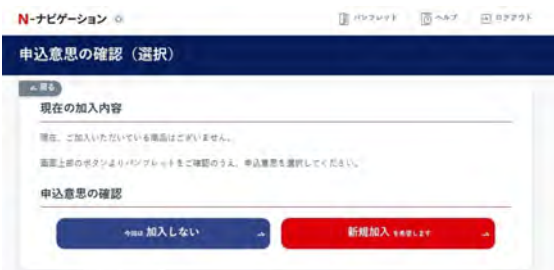 N-ナビゲーション
パンフレット
ヘルプ
ログアウト
申込意思の確認（選択）
戻る
現在の加入内容
現在、ご加入いただいている商品はございません。
画面上部のボタンよりパンフレットをご確認のうえ、申込意思を選択してください。
申込意思の確認
今回は 加入しない
新規加入 を希望します